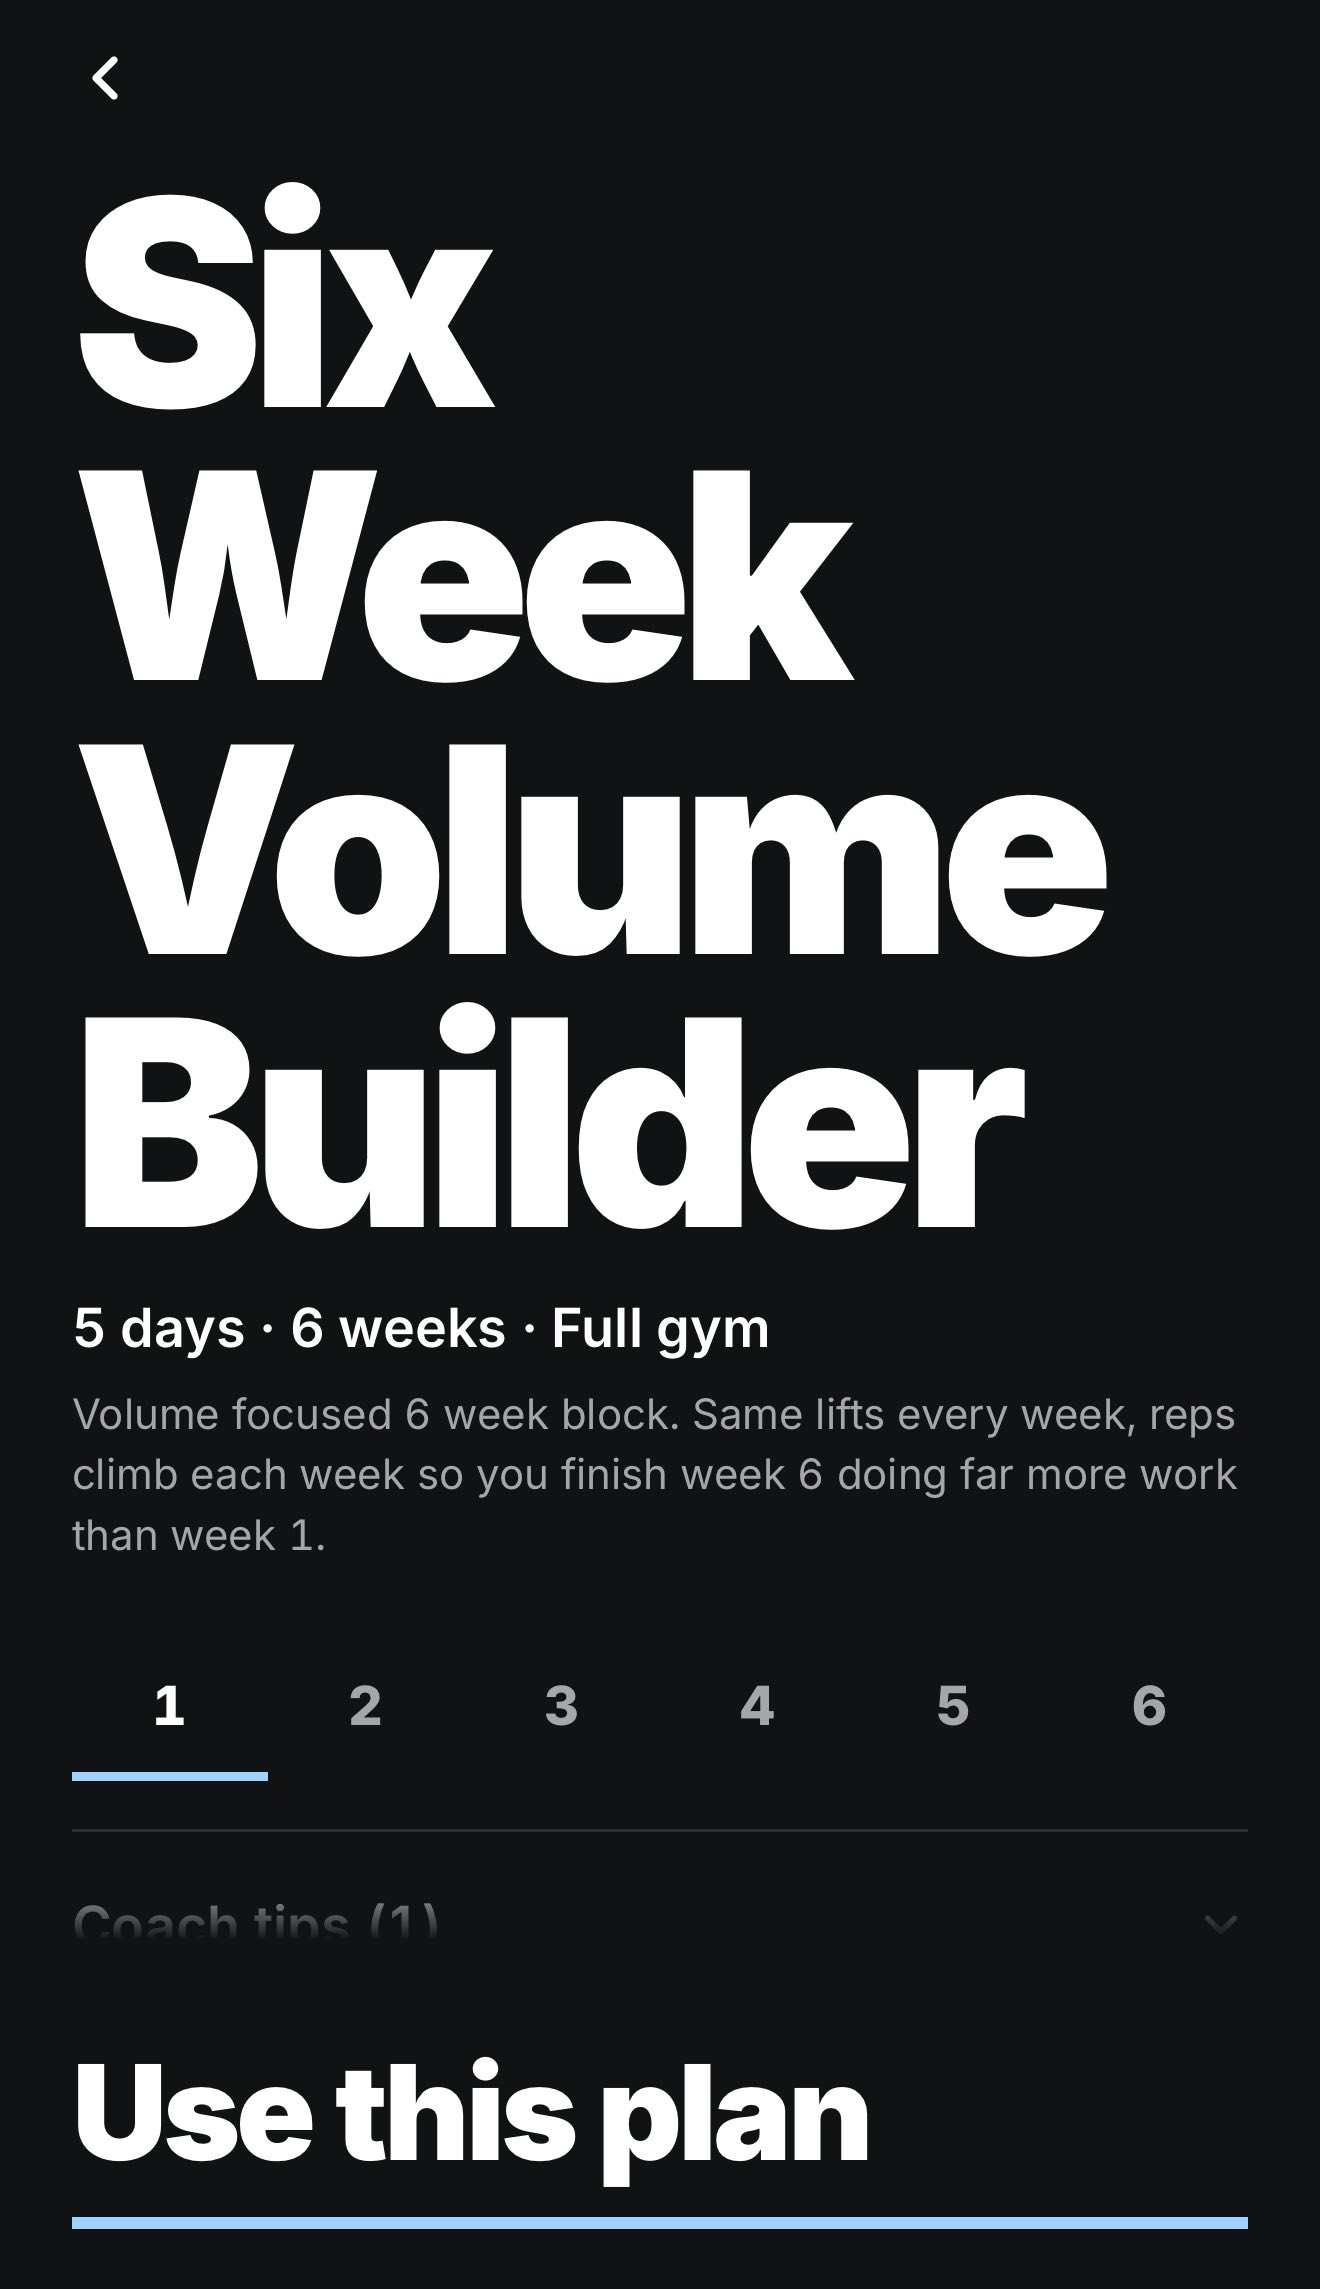 Six
Week
Volume
Builder
5 days · 6 weeks · Full gym
Volume focused 6 week block. Same lifts every week, reps
climb each week so you finish week 6 doing far more work
than week 1.
1 2 3 4 5 6
Coach tips (1)
Use this plan